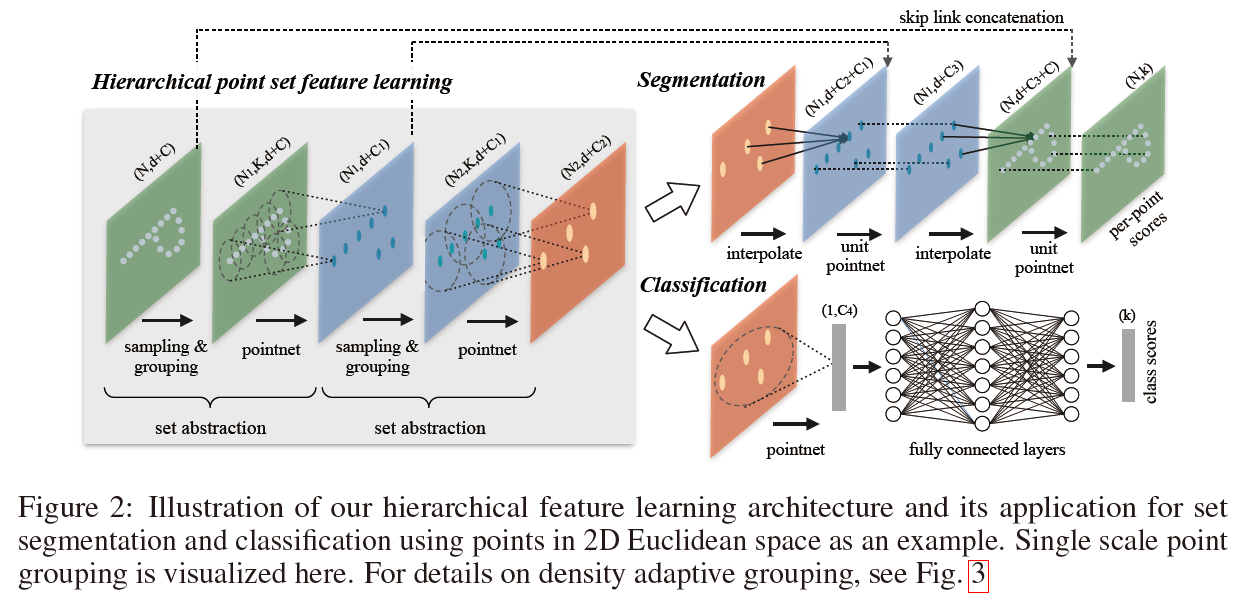 skip link concatenation
Hierarchical point set feature learning
(N,d+C)
(N1,K,d+C)
(N1,d+C1)
(N2,K,d+C1)
(N2,d+C2)
sampling &
grouping
pointnet
sampling &
grouping
pointnet
set abstraction
set abstraction
Segmentation
(N1,d+C2+C1)
(N1,d+C3)
(N,d+C3+C)
(N,k)
interpolate
unit
pointnet
interpolate
unit
pointnet
per-point
scores
Classification
(1,C4)
(k)
class scores
pointnet
fully connected layers
Figure 2: Illustration of our hierarchical feature learning architecture and its application for set
segmentation and classification using points in 2D Euclidean space as an example. Single scale point
grouping is visualized here. For details on density adaptive grouping, see Fig. 3